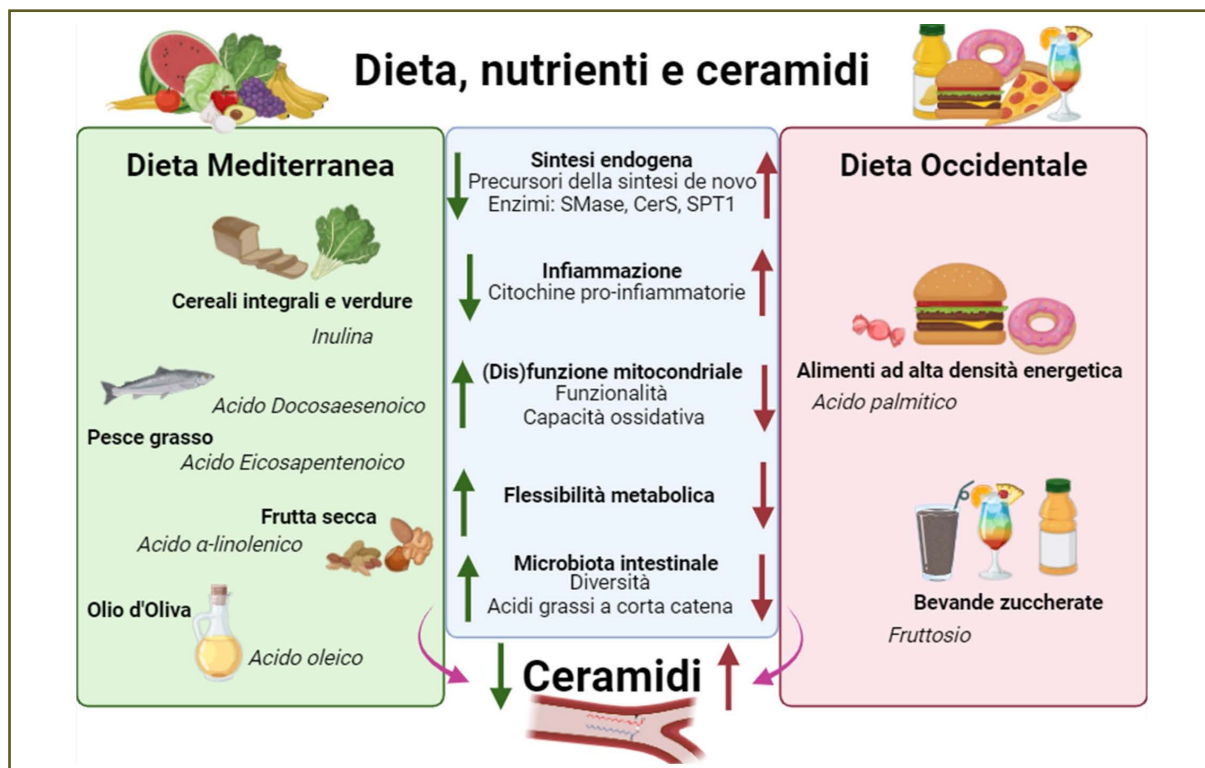 Dieta, nutrienti e ceramidi
Dieta Mediterranea
Cereali integrali e verdure
Inulina
Acido Docosaesenoico
Pesce grasso
Acido Eicosapentenoico
Frutta secca
Acido α-linolenico
Olio d'Oliva
Acido oleico
Sintesi endogena
Precursori della sintesi de novo
Enzimi: SMase, CerS, SPT1
Infiammazione
Citochine pro-infiammatorie
(Dis)funzione mitocondriale
Funzionalità
Capacità ossidativa
Flessibilità metabolica
Microbiota intestinale
Diversità
Acidi grassi a corta catena
Ceramidi
Dieta Occidentale
Alimenti ad alta densità energetica
Acido palmitico
Bevande zuccherate
Fruttosio